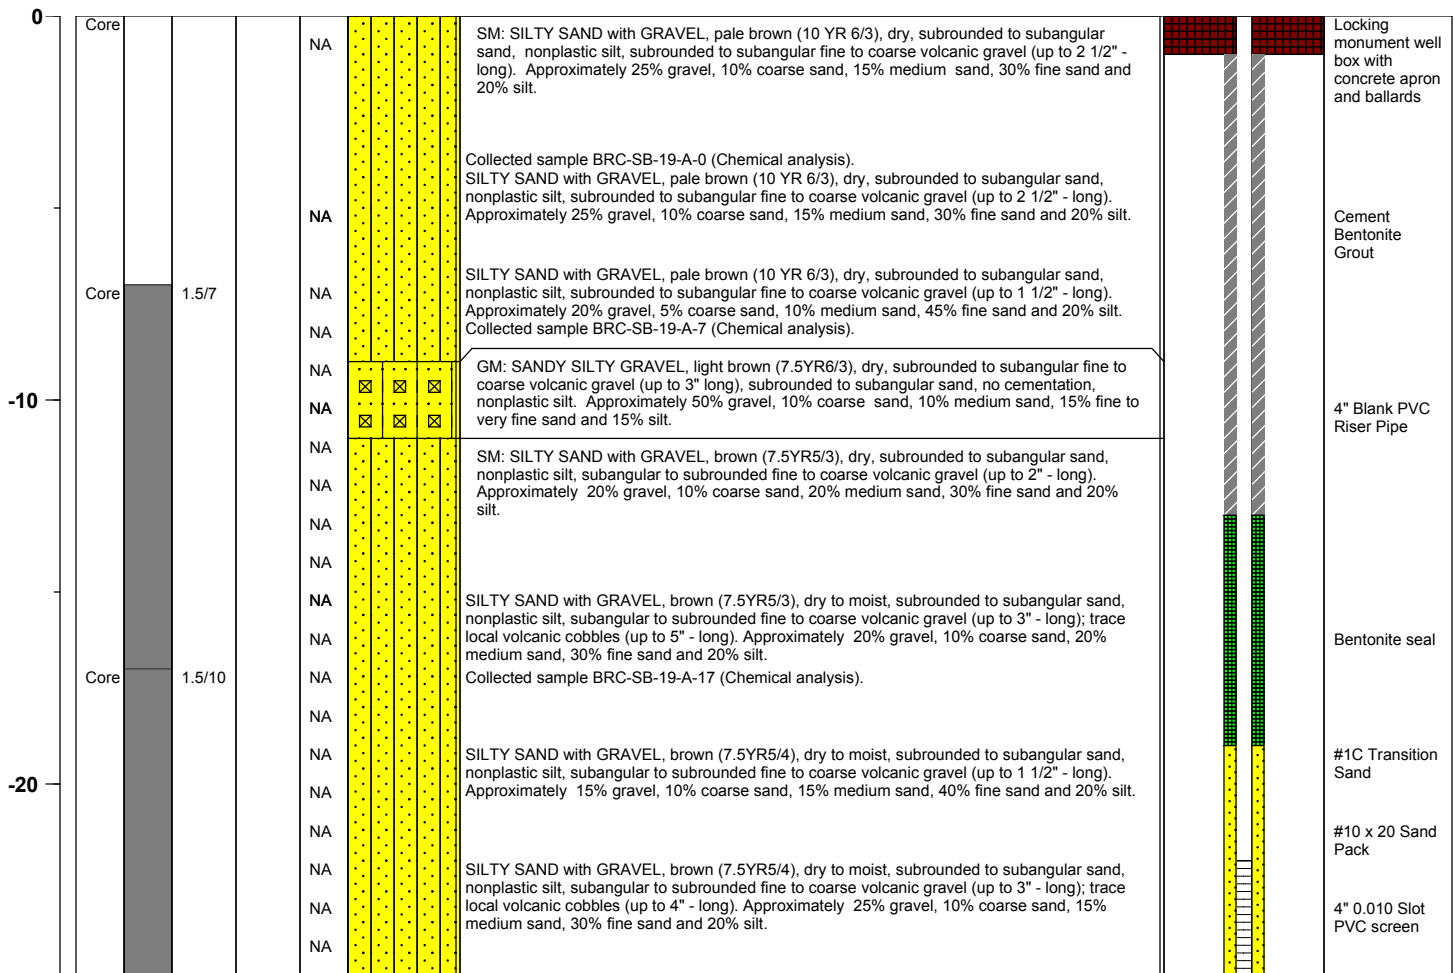 0
Core
NA
SM: SILTY SAND with GRAVEL, pale brown (10 YR 6/3), dry, subrounded to subangular
sand, nonplastic silt, subrounded to subangular fine to coarse volcanic gravel (up to 2 1/2" -
long). Approximately 25% gravel, 10% coarse sand, 15% medium sand, 30% fine sand and
20% silt.
Locking
monument well
box with
concrete apron
and ballards
Collected sample BRC-SB-19-A-0 (Chemical analysis).
SILTY SAND with GRAVEL, pale brown (10 YR 6/3), dry, subrounded to subangular sand,
nonplastic silt, subrounded to subangular fine to coarse volcanic gravel (up to 2 1/2" - long).
Approximately 25% gravel, 10% coarse sand, 15% medium sand, 30% fine sand and 20% silt.
NA
Cement
Bentonite
Grout
SILTY SAND with GRAVEL, pale brown (10 YR 6/3), dry, subrounded to subangular sand,
nonplastic silt, subrounded to subangular fine to coarse volcanic gravel (up to 1 1/2" - long).
Approximately 20% gravel, 5% coarse sand, 10% medium sand, 45% fine sand and 20% silt.
Collected sample BRC-SB-19-A-7 (Chemical analysis).
Core
1.5/7
NA
NA
NA
GM: SANDY SILTY GRAVEL, light brown (7.5YR6/3), dry, subrounded to subangular fine to
coarse volcanic gravel (up to 3" long), subrounded to subangular sand, no cementation,
nonplastic silt. Approximately 50% gravel, 10% coarse sand, 10% medium sand, 15% fine to
very fine sand and 15% silt.
-10
NA
4" Blank PVC
Riser Pipe
NA
SM: SILTY SAND with GRAVEL, brown (7.5YR5/3), dry, subrounded to subangular sand,
nonplastic silt, subangular to subrounded fine to coarse volcanic gravel (up to 2" - long).
Approximately 20% gravel, 10% coarse sand, 20% medium sand, 30% fine sand and 20%
silt.
NA
NA
NA
NA
SILTY SAND with GRAVEL, brown (7.5YR5/3), dry to moist, subrounded to subangular sand,
nonplastic silt, subangular to subrounded fine to coarse volcanic gravel (up to 3" - long); trace
local volcanic cobbles (up to 5" - long). Approximately 20% gravel, 10% coarse sand, 20%
medium sand, 30% fine sand and 20% silt.
NA
Bentonite seal
Core
1.5/10
NA
Collected sample BRC-SB-19-A-17 (Chemical analysis).
NA
NA
SILTY SAND with GRAVEL, brown (7.5YR5/4), dry to moist, subrounded to subangular sand,
nonplastic silt, subangular to subrounded fine to coarse volcanic gravel (up to 1 1/2" - long).
Approximately 15% gravel, 10% coarse sand, 15% medium sand, 40% fine sand and 20% silt.
#1C Transition
Sand
-20
NA
NA
#10 x 20 Sand
Pack
NA
SILTY SAND with GRAVEL, brown (7.5YR5/4), dry to moist, subrounded to subangular sand,
nonplastic silt, subangular to subrounded fine to coarse volcanic gravel (up to 3" - long); trace
local volcanic cobbles (up to 4" - long). Approximately 25% gravel, 10% coarse sand, 15%
medium sand, 30% fine sand and 20% silt.
NA
4" 0.010 Slot
PVC screen
NA